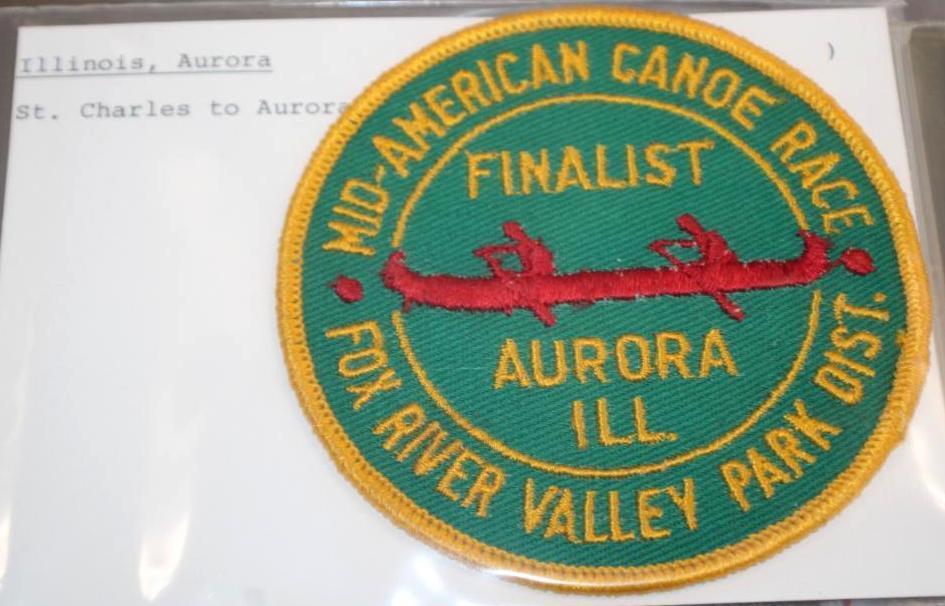 Illinois, Aurora
St. Charles to Aurora
)
MID-AMERICAN CANOE RACE
FINALIST
AURORA
ILL
FOX RIVER VALLEY PARK DIST.